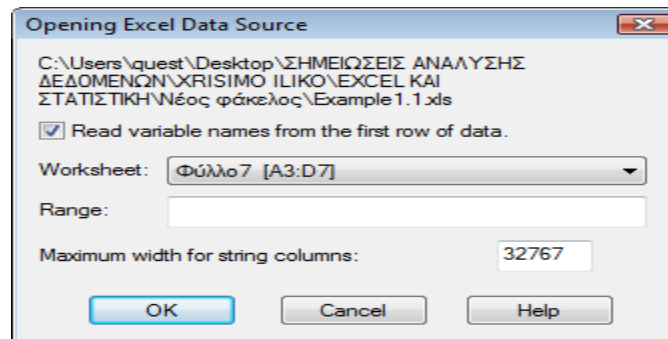 Opening Excel Data Source
C:\Users\quest\Desktop\ΣΗΜΕΙΩΣΕΙΣ ΑΝΑΛΥΣΗΣ
ΔΕΔΟΜΕΝΩΝ\XRISIMO ILIKO\EXCEL ΚΑΙ
ΣΤΑΤΙΣΤΙΚΗ\Νέος φάκελος\Example1.1.xls
Read variable names from the first row of data.
Worksheet: Φύλλο7 [A3:D7]
Range:
Maximum width for string columns: 32767
OK Cancel Help